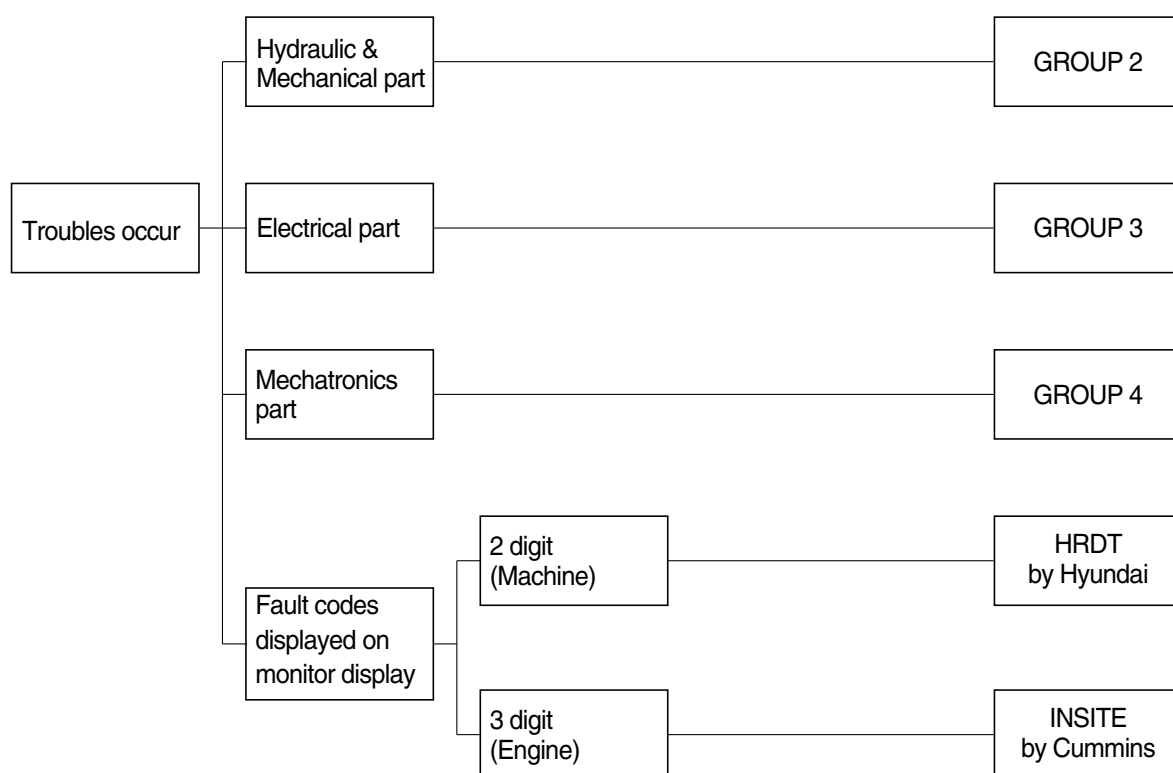 Hydraulic &
Mechanical part
GROUP 2
Troubles occur
Electrical part
GROUP 3
Mechatronics
part
GROUP 4
Fault codes
displayed on
monitor display
2 digit
(Machine)
HRDT
by Hyundai
3 digit
(Engine)
INSITE
by Cummins